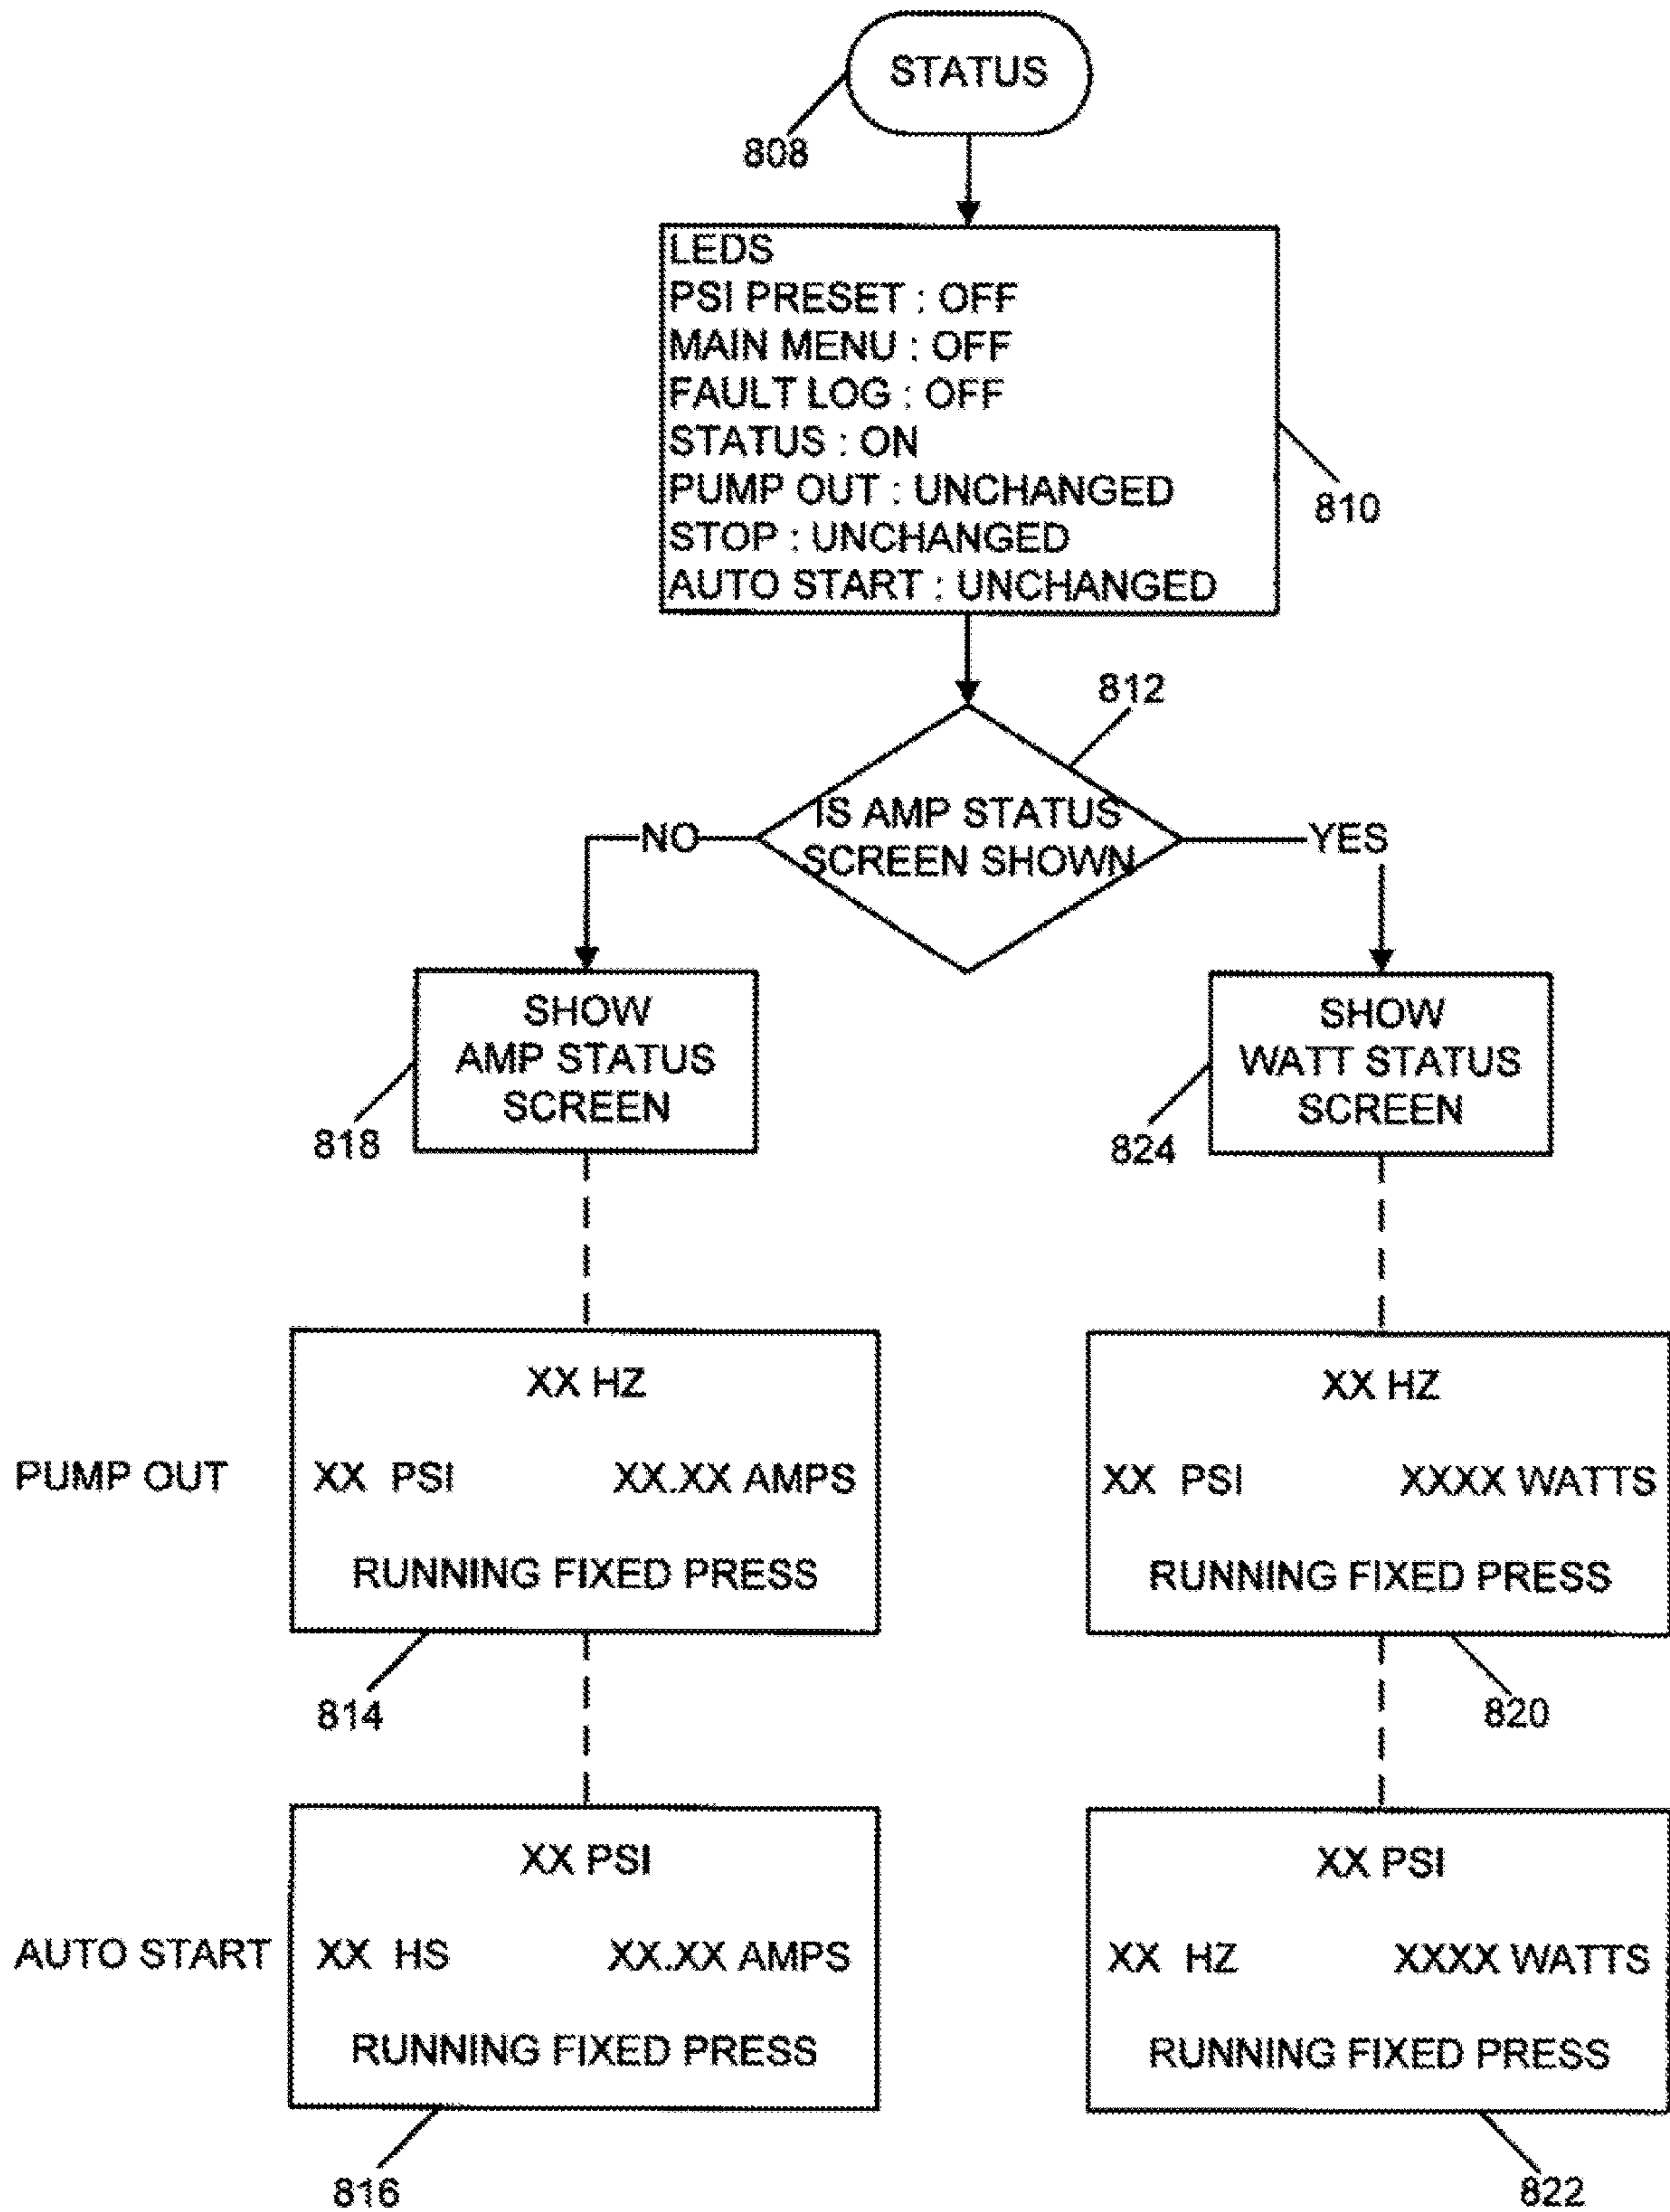 STATUS
808
LEDS
PSI PRESET : OFF
MAIN MENU : OFF
FAULT LOG : OFF
STATUS : ON
PUMP OUT : UNCHANGED
STOP : UNCHANGED
AUTO START : UNCHANGED
810
812
IS AMP STATUS
SCREEN SHOWN
NO
YES
SHOW
AMP STATUS
SCREEN
818
SHOW
WATT STATUS
SCREEN
824
PUMP OUT
XX HZ
XX PSI XX.XX AMPS
RUNNING FIXED PRESS
814
XX HZ
XX PSI XXXX WATTS
RUNNING FIXED PRESS
820
AUTO START
XX PSI
XX HS XX.XX AMPS
RUNNING FIXED PRESS
816
XX PSI
XX HZ XXXX WATTS
RUNNING FIXED PRESS
822